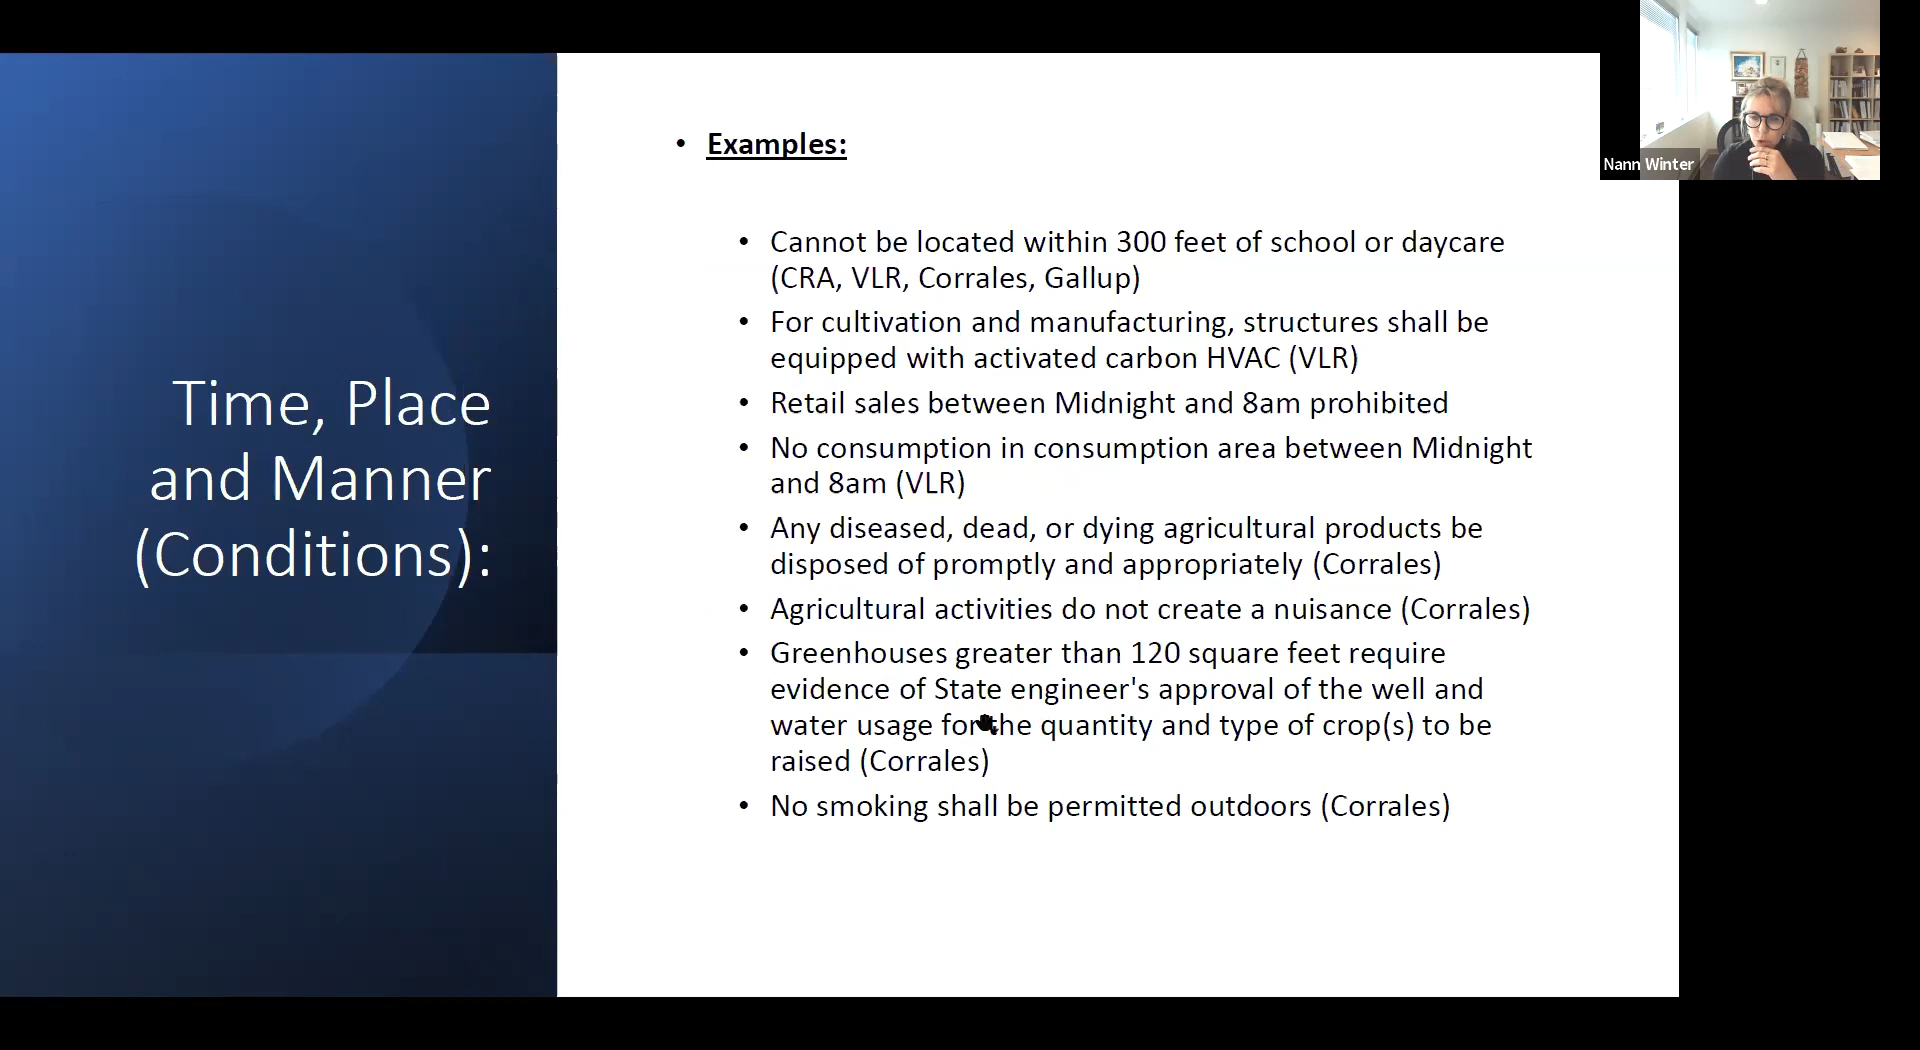 Time, Place
and Manner
(Conditions):
• Examples:
• Cannot be located within 300 feet of school or daycare
(CRA, VLR, Corrales, Gallup)
• For cultivation and manufacturing, structures shall be
equipped with activated carbon HVAC (VLR)
• Retail sales between Midnight and 8am prohibited
• No consumption in consumption area between Midnight
and 8am (VLR)
• Any diseased, dead, or dying agricultural products be
disposed of promptly and appropriately (Corrales)
• Agricultural activities do not create a nuisance (Corrales)
• Greenhouses greater than 120 square feet require
evidence of State engineer's approval of the well and
water usage for the quantity and type of crop(s) to be
raised (Corrales)
• No smoking shall be permitted outdoors (Corrales)
Nann Winter